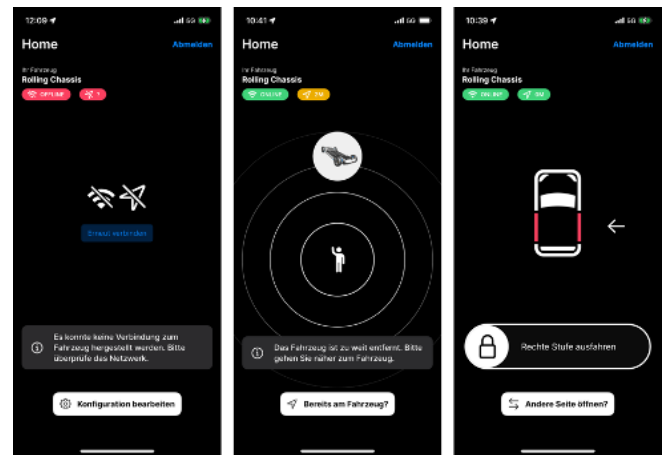 12:09
5G
Home
Abmelden
Ihr Fahrzeug
Rolling Chassis
OFFLINE
?
Erneut verbinden
Es konnte keine Verbindung zum
Fahrzeug hergestellt werden. Bitte
überprüfe das Netzwerk.
Konfiguration bearbeiten
10:41
5G
Home
Abmelden
Ihr Fahrzeug
Rolling Chassis
ONLINE
Das Fahrzeug ist zu weit entfernt. Bitte
gehen Sie näher zum Fahrzeug.
Bereits am Fahrzeug?
10:39
5G
Home
Abmelden
Ihr Fahrzeug
Rolling Chassis
ONLINE
Rechte Stufe ausfahren
Andere Seite öffnen?